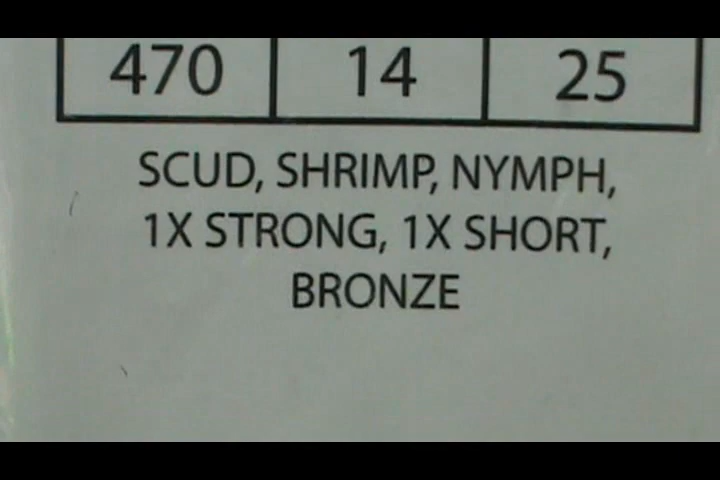 470 14 25
SCUD, SHRIMP, NYMPH,
1X STRONG, 1X SHORT,
BRONZE